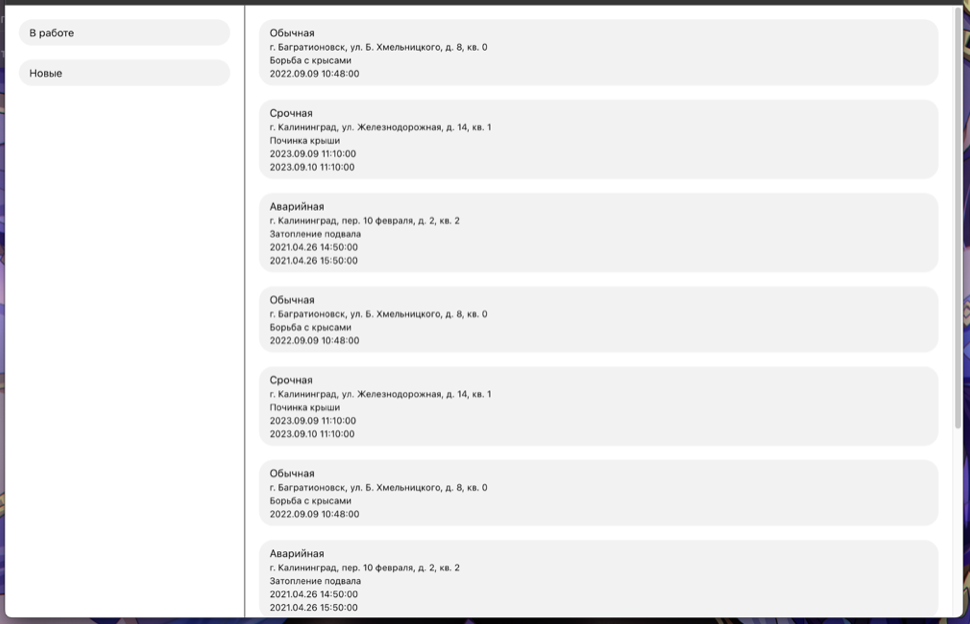 В работе
Новые
Обычная
г. Багратионовск, ул. Б. Хмельницкого, д. 8, кв. 0
Борьба с крысами
2022.09.09 10:48:00
Срочная
г. Калининград, ул. Железнодорожная, д. 14, кв. 1
Починка крыши
2023.09.09 11:10:00
2023.09.10 11:10:00
Аварийная
г. Калининград, пер. 10 февраля, д. 2, кв. 2
Затопление подвала
2021.04.26 14:50:00
2021.04.26 15:50:00
Обычная
г. Багратионовск, ул. Б. Хмельницкого, д. 8, кв. 0
Борьба с крысами
2022.09.09 10:48:00
Срочная
г. Калининград, ул. Железнодорожная, д. 14, кв. 1
Починка крыши
2023.09.09 11:10:00
2023.09.10 11:10:00
Обычная
г. Багратионовск, ул. Б. Хмельницкого, д. 8, кв. 0
Борьба с крысами
2022.09.09 10:48:00
Аварийная
г. Калининград, пер. 10 февраля, д. 2, кв. 2
Затопление подвала
2021.04.26 14:50:00
2021.04.26 15:50:00